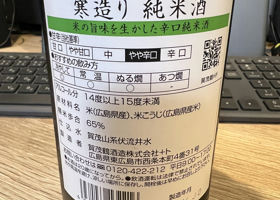 寒造り 純米酒
米の旨味を生かした辛口純米酒
甘口 やや甘口 中 やや辛口 辛口
おすすめの飲み方
常温 ぬる燗 あつ燗
アルコール分 14度以上15度未満
原材料名 米(広島県産)、米こうじ(広島県産米)
精米歩合 65%
仕込水 賀茂山系伏流井水
賀茂鶴酒造株式会社
広島県東広島市西条本町4番31号
0120-422-212
製造年月